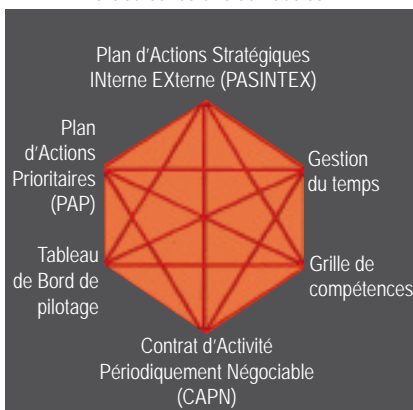 Plan d'Actions Stratégiques
INterne EXterne (PASINTEX)
Plan
d'Actions
Prioritaires
(PAP)
Gestion
du temps
Tableau
de Bord de
pilotage
Grille de
compétences
Contrat d'Activité
Périodiquement Négociable
(CAPN)